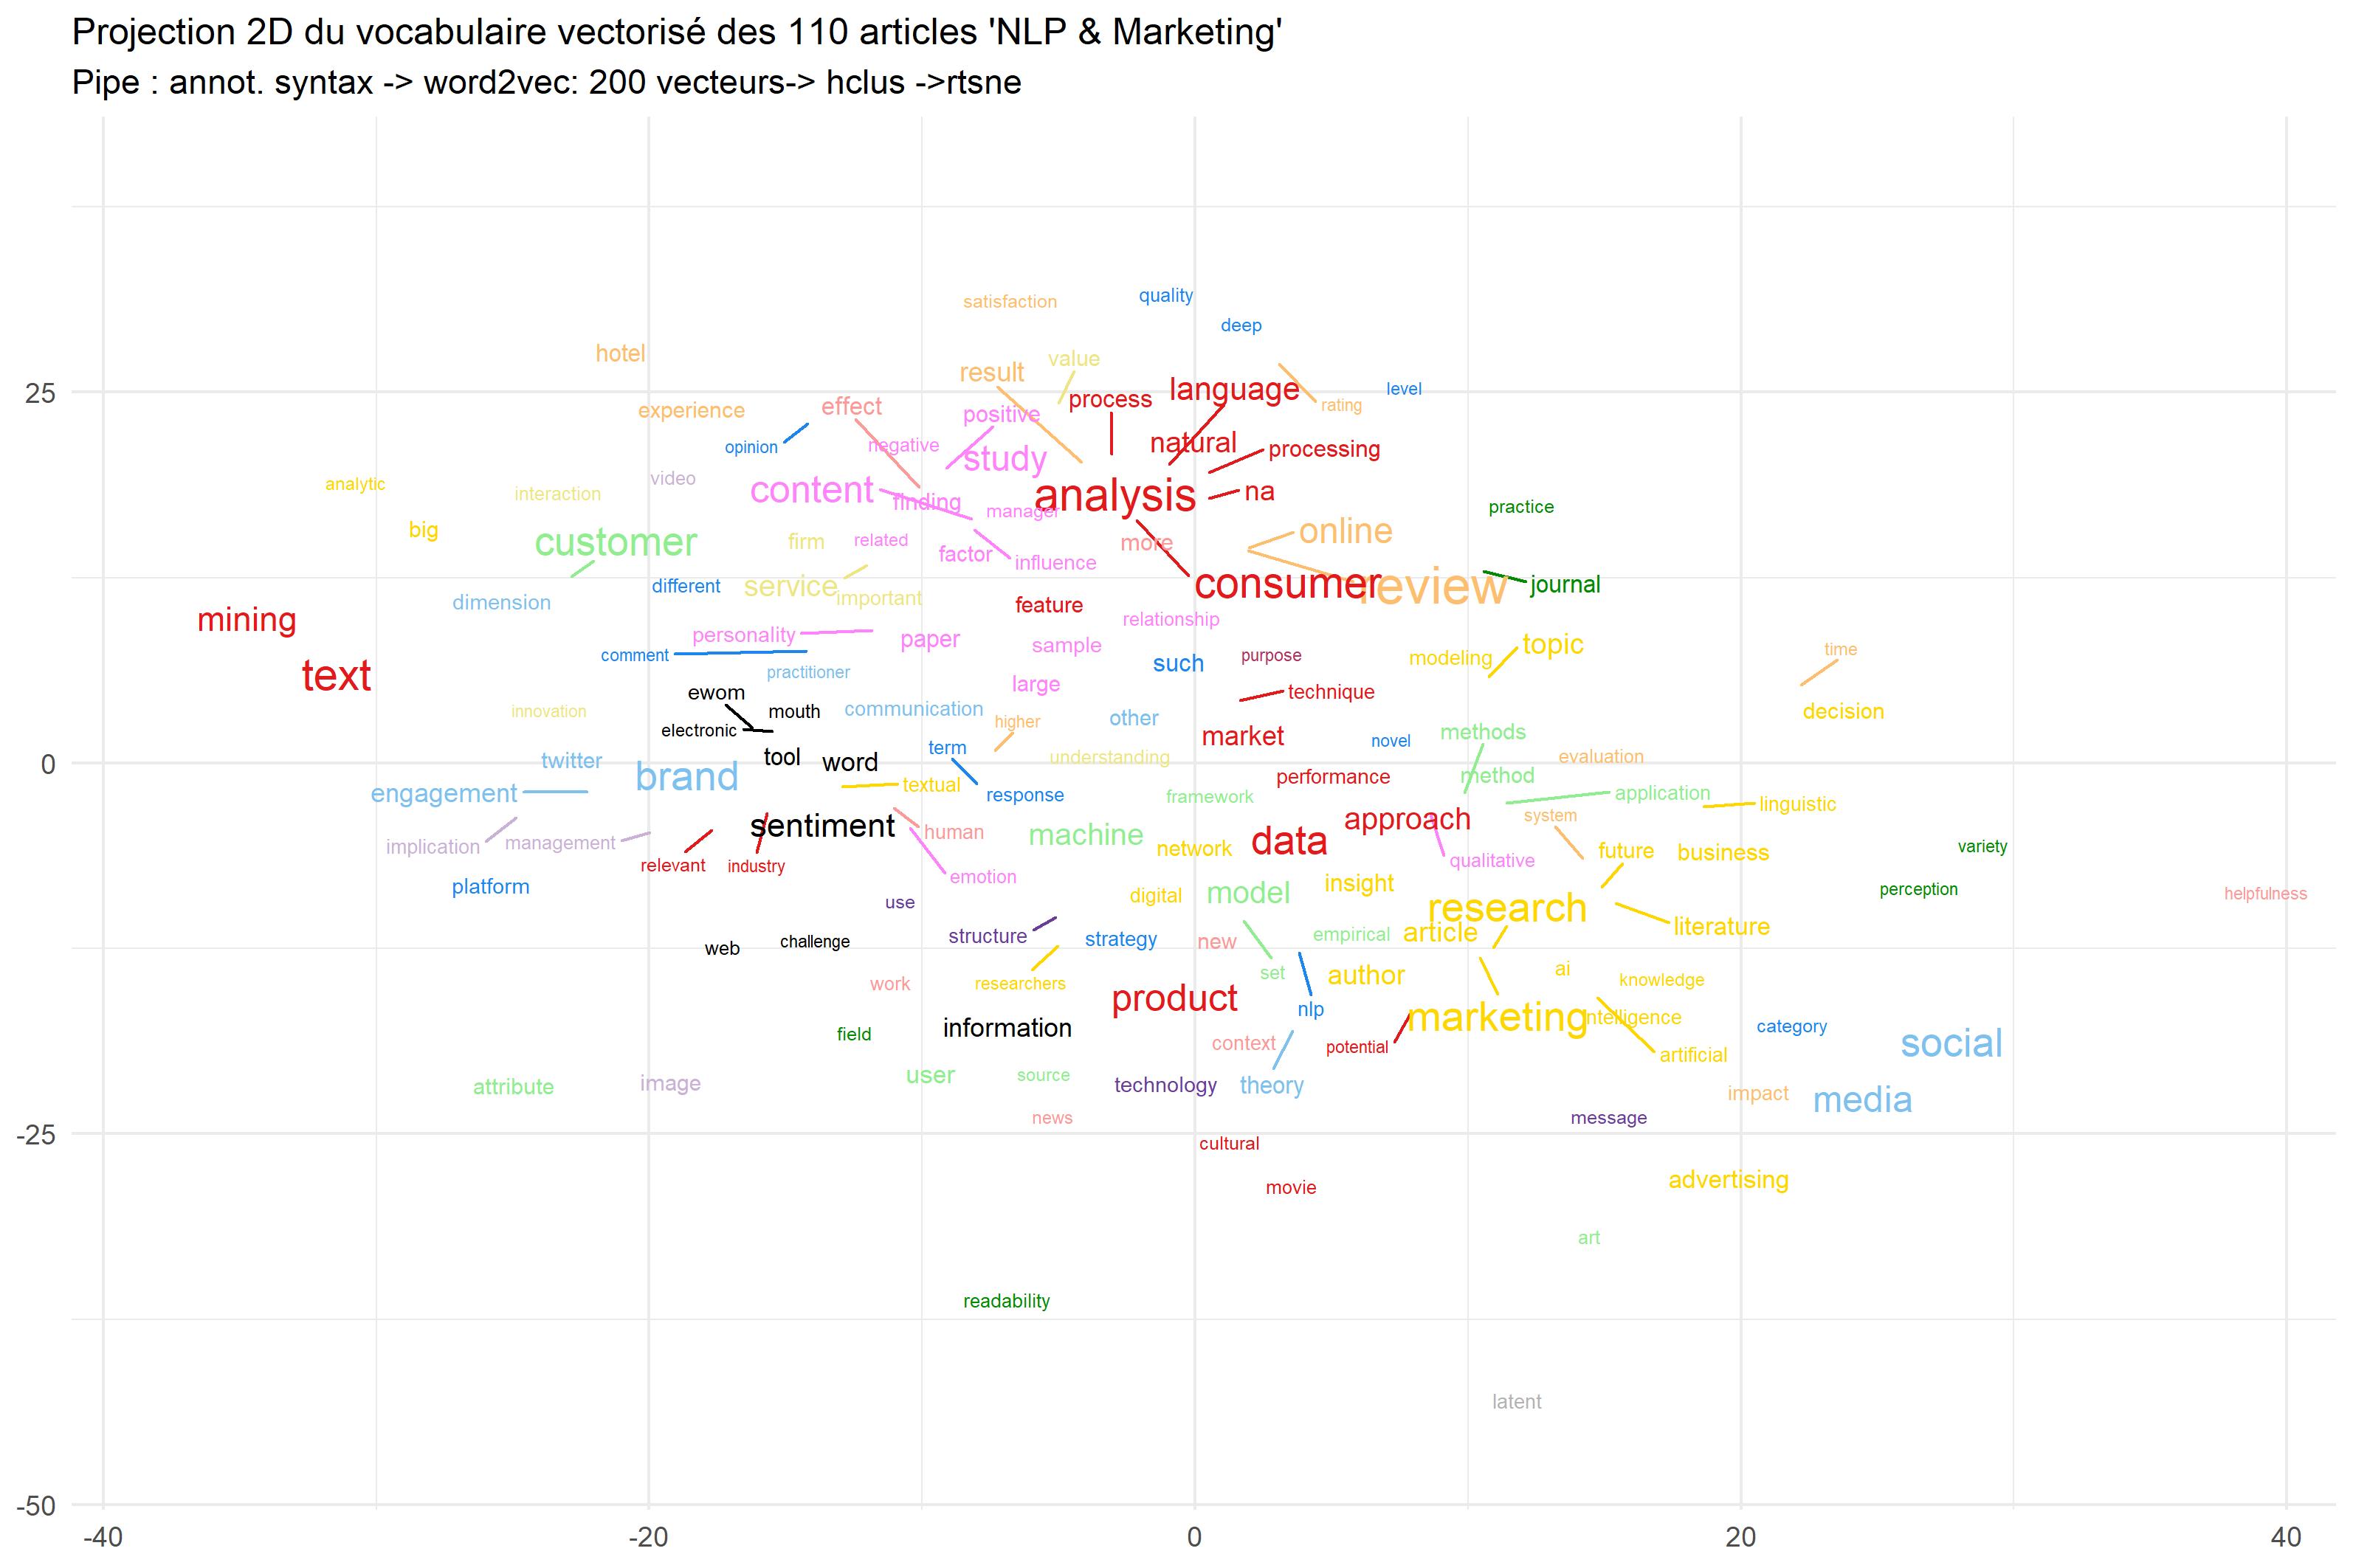 Projection 2D du vocabulaire vectorisé des 110 articles 'NLP & Marketing'
Pipe : annot. syntax -> word2vec: 200 vecteurs-> hclus ->rtsne
quality
satisfaction
deep
hotel
value
result
25
language
level
process
rating
effect
experience
positive
natural
negative
opinion
processing
study
video
analytic
content
na
interaction
analysis
finding
practice
manager
big
online
customer
firm
related
more
factor
influence
consumer
review
journal
different
service
important
dimension
feature
mining
relationship
personality
paper
sample
topic
time
comment
such
purpose
modeling
practitioner
text
large
technique
ewom
innovation
mouth
communication
other
decision
higher
electronic
methods
market
novel
term
tool
twitter
word
understanding
evaluation
0
brand
performance
method
textual
engagement
response
framework
application
linguistic
system
approach
sentiment
human
machine
data
implication
management
network
future
business
variety
relevant
industry
qualitative
emotion
insight
platform
digital
model
perception
helpfulness
use
research
literature
structure
strategy
new
empirical
article
web
challenge
set
author
ai
work
researchers
knowledge
product
nlp
marketing
ntelligence
information
field
category
context
potential
artificial
social
user
source
attribute
image
technology
theory
impact
media
news
message
-25
cultural
advertising
movie
art
readability
latent
-50
-40
-20
0
20
40